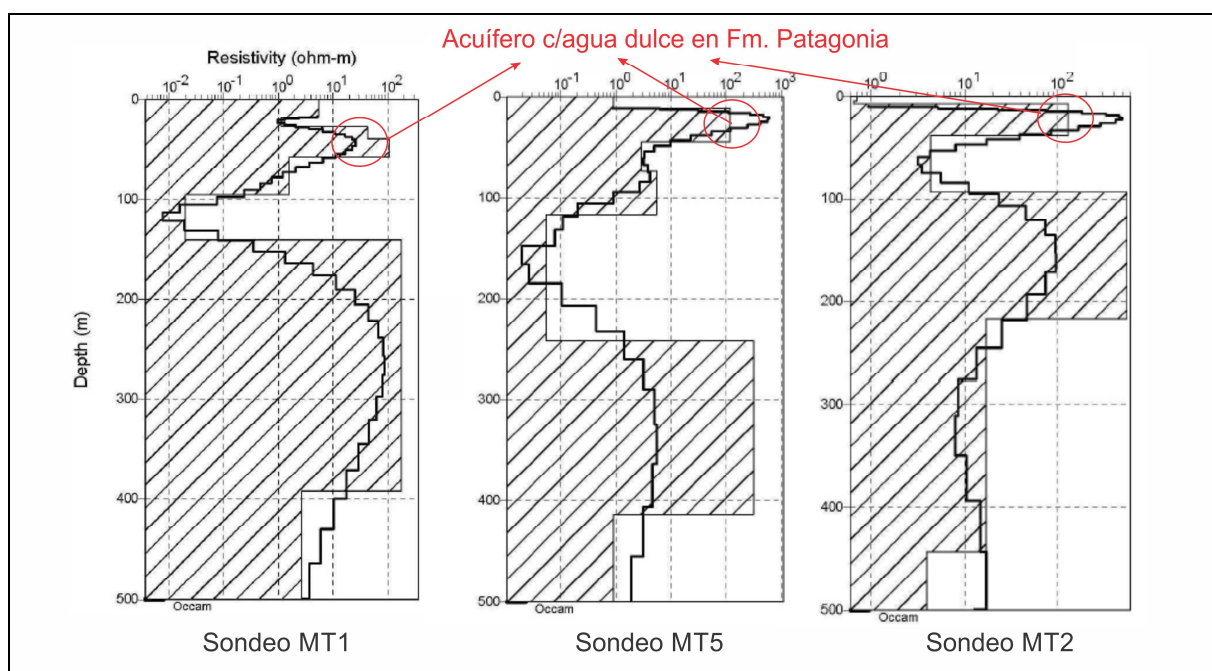 Acuífero c/agua dulce en Fm. Patagonia
Resistivity (ohm-m)
10-2 10-1 100 101 102
10-1 100 101 102 103
100 101 102
Depth (m)
0
100
200
300
400
500
Occam
0
100
200
300
400
500
Occam
0
100
200
300
400
500
Occam
Sondeo MT1
Sondeo MT5
Sondeo MT2